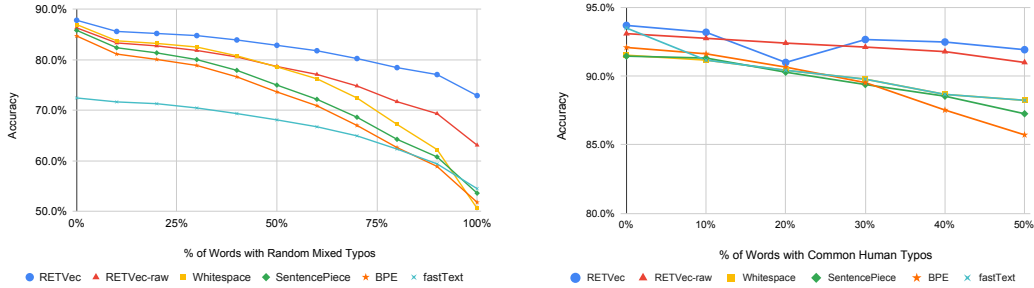 90.0%
80.0%
70.0%
60.0%
50.0%
Accuracy
0% 25% 50% 75% 100%
% of Words with Random Mixed Typos
RETVec RETVec-raw Whitespace SentencePiece BPE fastText
95.0%
90.0%
85.0%
80.0%
Accuracy
0% 10% 20% 30% 40% 50%
% of Words with Common Human Typos
RETVec RETVec-raw Whitespace SentencePiece BPE fastText